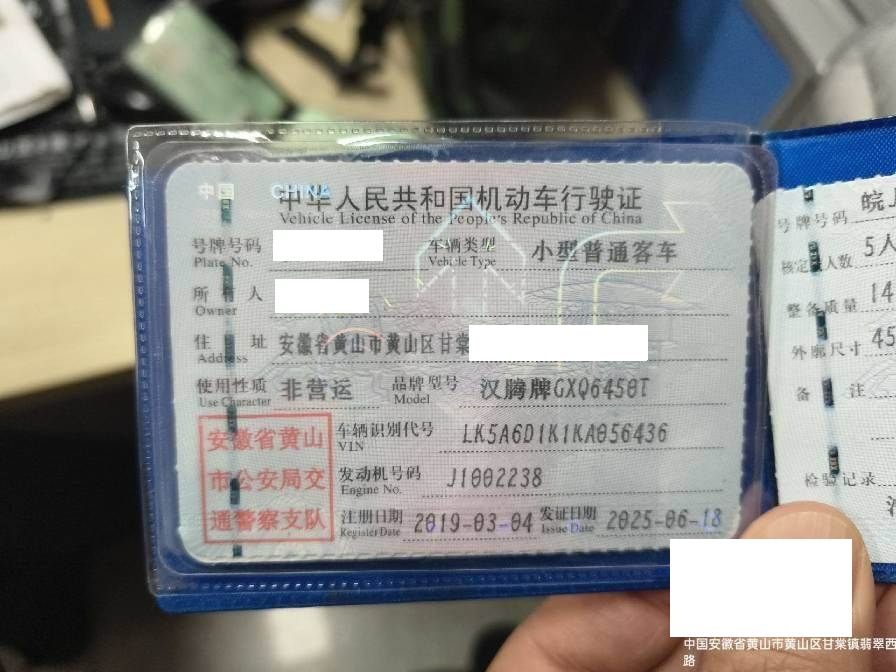 中国 CHINA
中华人民共和国机动车行驶证
Vehicle License of the People's Republic of China
号牌号码
Plate No.
车辆类型 小型普通客车
Vehicle Type
所有人
Owner
住址 安徽省黄山市黄山区甘棠
Address
使用性质 非营运
Use Character
品牌型号 汉腾牌GXQ6450T
Model
安徽省黄山
市公安局交
通警察支队
车辆识别代号 LK5A6D1K1KA056436
VIN
发动机号码 J1002238
Engine No.
注册日期 2019-03-04
Register Date
发证日期 2025-06-18
Issue Date
号牌号码 皖J
核定人数 5人
整备质量 14
外廓尺寸 45
备注
检验记录
中国安徽省黄山市黄山区甘棠镇翡翠西
路